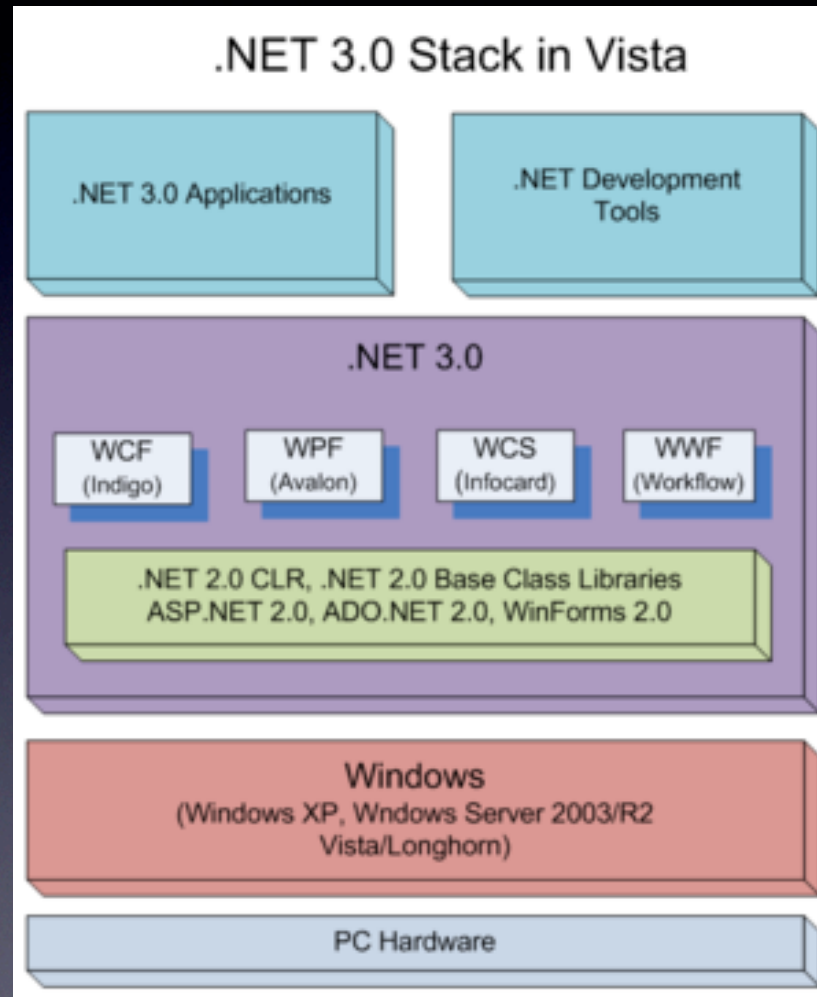 .NET 3.0 Stack in Vista
.NET 3.0 Applications
.NET Development
Tools
.NET 3.0
WCF
(Indigo)
WPF
(Avalon)
WCS
(Infocard)
WWF
(Workflow)
.NET 2.0 CLR, .NET 2.0 Base Class Libraries
ASP.NET 2.0, ADO.NET 2.0, WinForms 2.0
Windows
(Windows XP, Wndows Server 2003/R2
Vista/Longhorn)
PC Hardware